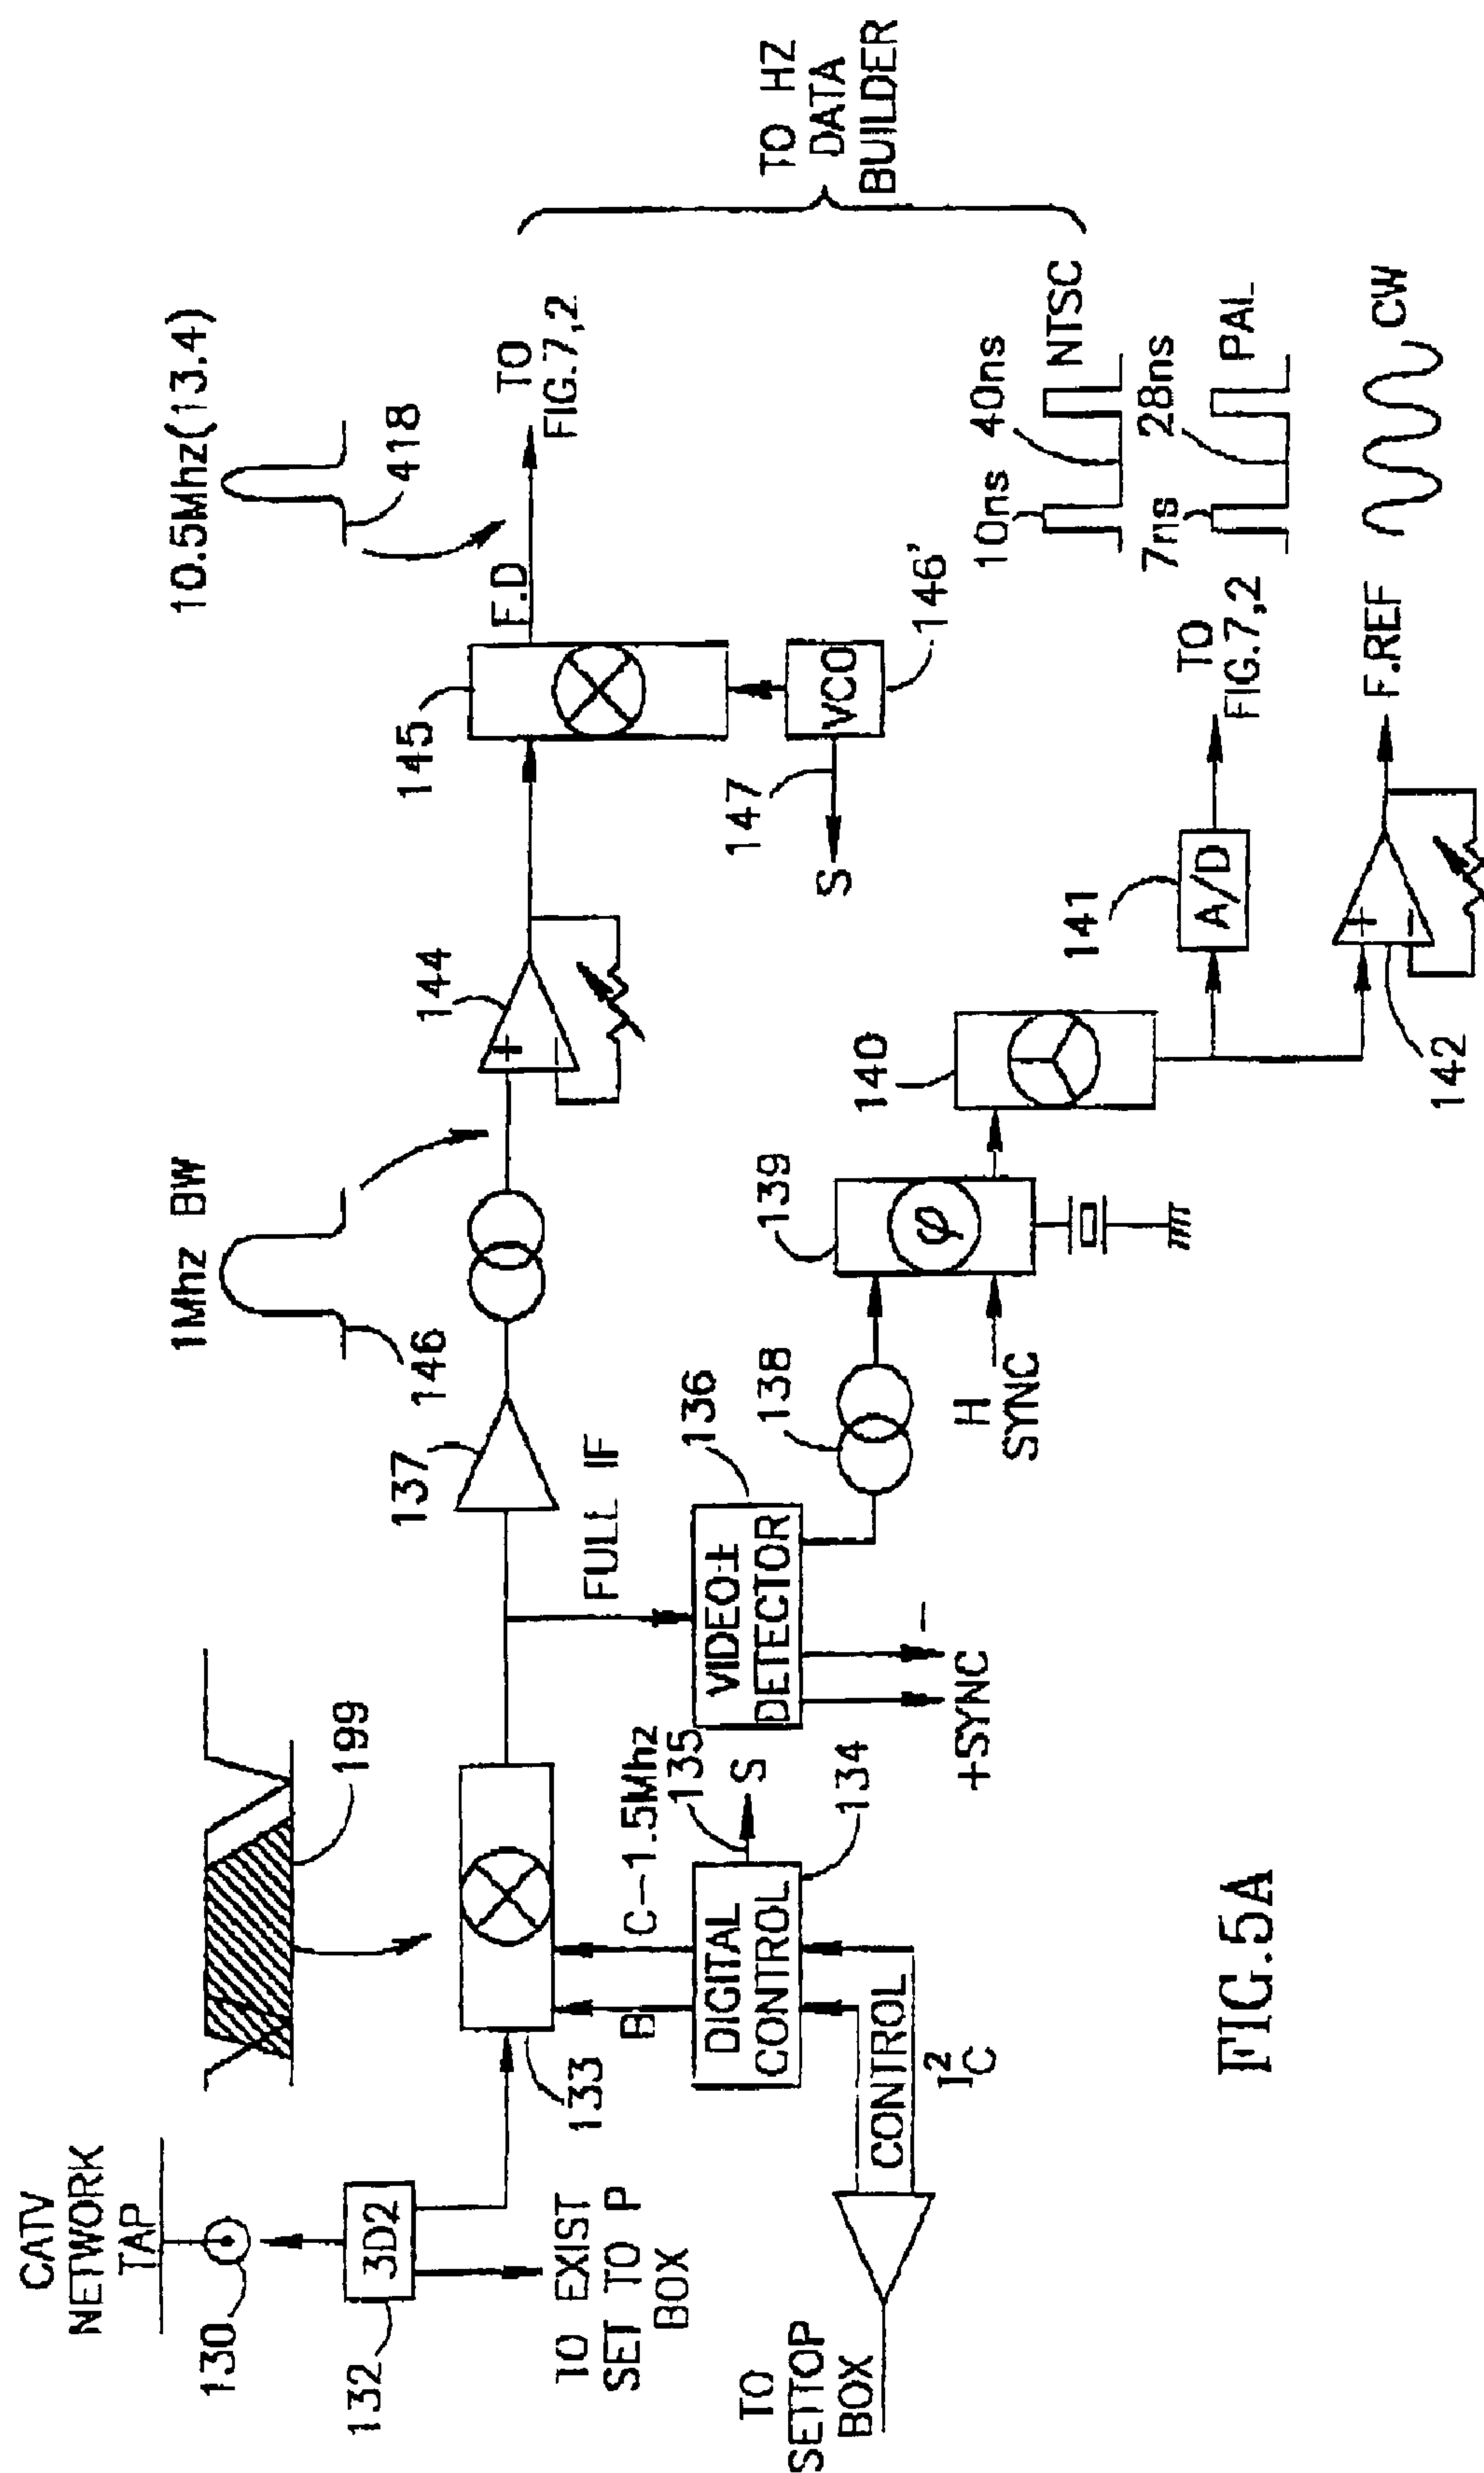 CATV
NETWORK
TAP
130
132
3D2
TO EXIST
SET TO P
BOX
199
133
B
C-1.5Mhz
DIGITAL
CONTROL
135
S
134
CONTROL
I²C
TO
SETTOP
BOX
137
FULL IF
VIDEO±
DETECTOR
136
+SYNC -
1Mhz BW
146
144
+
-
138
H
SYNC
139
φ
140
145
10.5Mhz(13.4)
418
F.D
TO
FIG.7,2
VCO
146'
147
S
141
A/D
TO
FIG.7,2
142
+
-
F.REF
CW
10ns
40ns
NTSC
7ns
28ns
PAL
TO HZ
DATA
BUILDER
FIG.5A